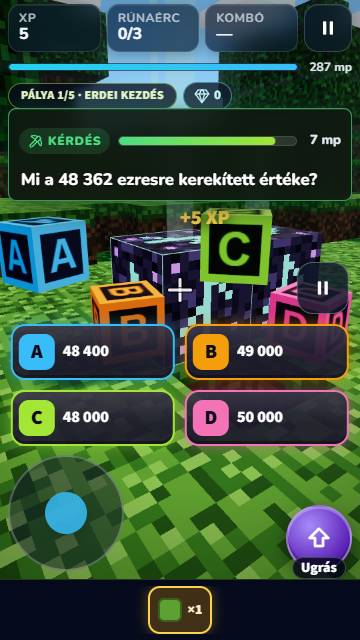 XP
5
RÚNAÉRC
0/3
KOMBÓ
—
287 mp
PÁLYA 1/5 · ERDEI KEZDÉS
0
KÉRDÉS
7 mp
Mi a 48 362 ezresre kerekített értéke?
+5 XP
A
A
B
B
C
D
A 48 400
B 49 000
C 48 000
D 50 000
Ugrás
×1